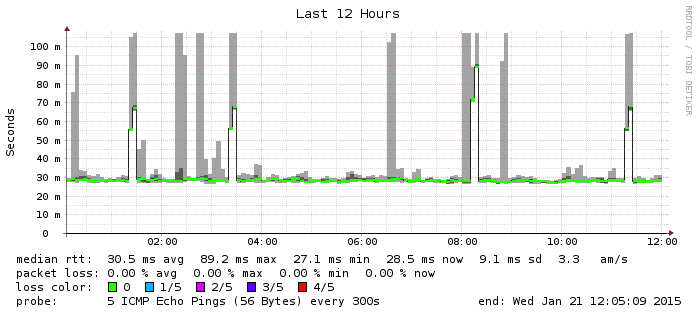 Last 12 Hours
RRDTOOL / TOBI OETIKER
Seconds
100 m
90 m
80 m
70 m
60 m
50 m
40 m
30 m
20 m
10 m
0
02:00 04:00 06:00 08:00 10:00 12:00
median rtt: 30.5 ms avg 89.2 ms max 27.1 ms min 28.5 ms now 9.1 ms sd 3.3 am/s
packet loss: 0.00 % avg 0.00 % max 0.00 % min 0.00 % now
loss color: 0 1/5 2/5 3/5 4/5
probe: 5 ICMP Echo Pings (56 Bytes) every 300s end: Wed Jan 21 12:05:09 2015